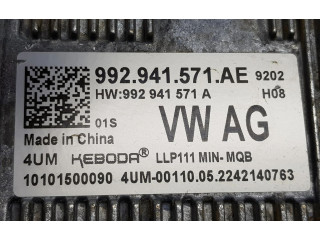 992.941.571.AE 9202
HW:992 941 571 A H08
01S
VW AG
Made in China
4UM KEBODA® LLP111 MIN-MQB
10101500090 4UM-00110.05.2242140763